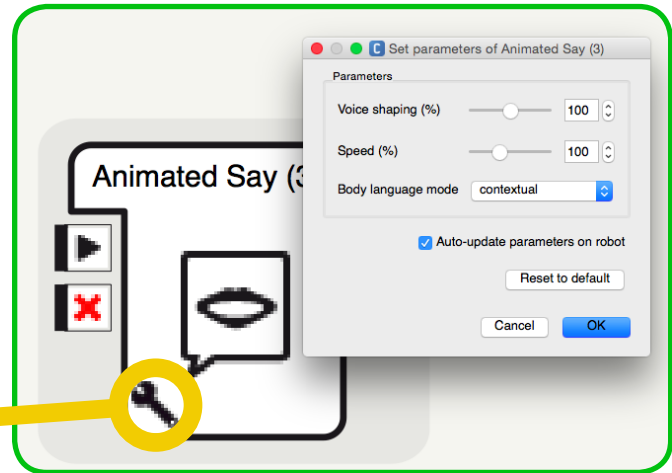 Set parameters of Animated Say (3)
Parameters
Voice shaping (%) 100
Speed (%) 100
Body language mode contextual
Auto-update parameters on robot
Reset to default
Cancel OK
Animated Say (3